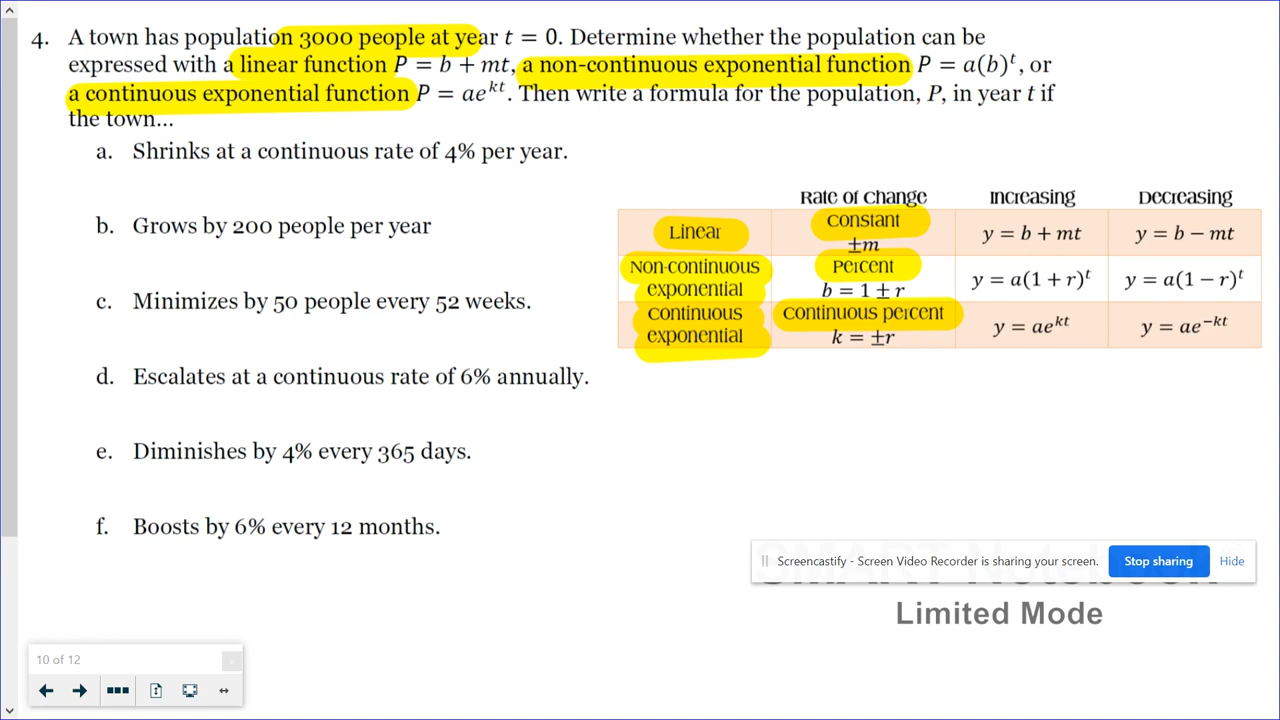 4. A town has population 3000 people at year t = 0. Determine whether the population can be
expressed with a linear function P = b + mt, a non-continuous exponential function P = a(b)ᵗ, or
a continuous exponential function P = aeᵏᵗ. Then write a formula for the population, P, in year t if
the town...
a. Shrinks at a continuous rate of 4% per year.
b. Grows by 200 people per year
c. Minimizes by 50 people every 52 weeks.
d. Escalates at a continuous rate of 6% annually.
e. Diminishes by 4% every 365 days.
f. Boosts by 6% every 12 months.
Rate of Change Increasing Decreasing
Linear Constant ±m y = b + mt y = b − mt
Non-continuous exponential Percent b = 1 ± r y = a(1 + r)ᵗ y = a(1 − r)ᵗ
Continuous exponential Continuous percent k = ±r y = aeᵏᵗ y = ae⁻ᵏᵗ
Screencastify - Screen Video Recorder is sharing your screen. Stop sharing Hide
Limited Mode
10 of 12